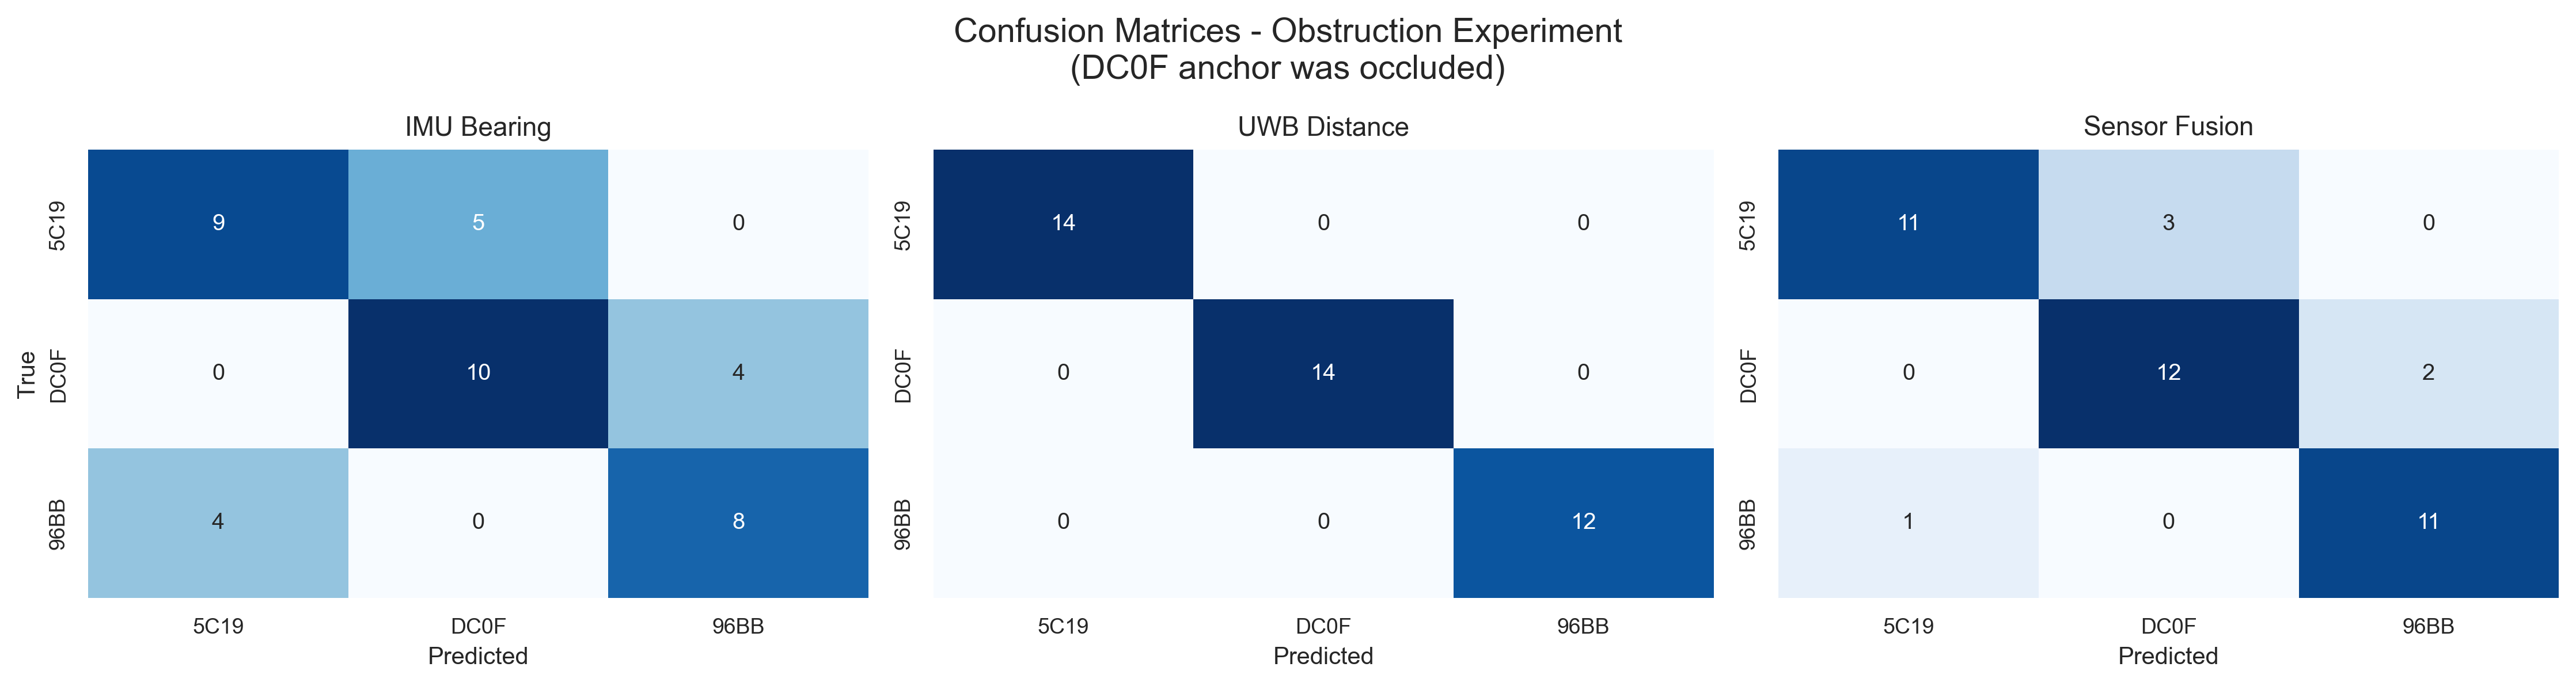 Confusion Matrices - Obstruction Experiment
(DC0F anchor was occluded)
IMU Bearing
True
5C19
9 5 0
DC0F
0 10 4
96BB
4 0 8
5C19 DC0F 96BB
Predicted
UWB Distance
5C19
14 0 0
DC0F
0 14 0
96BB
0 0 12
5C19 DC0F 96BB
Predicted
Sensor Fusion
5C19
11 3 0
DC0F
0 12 2
96BB
1 0 11
5C19 DC0F 96BB
Predicted